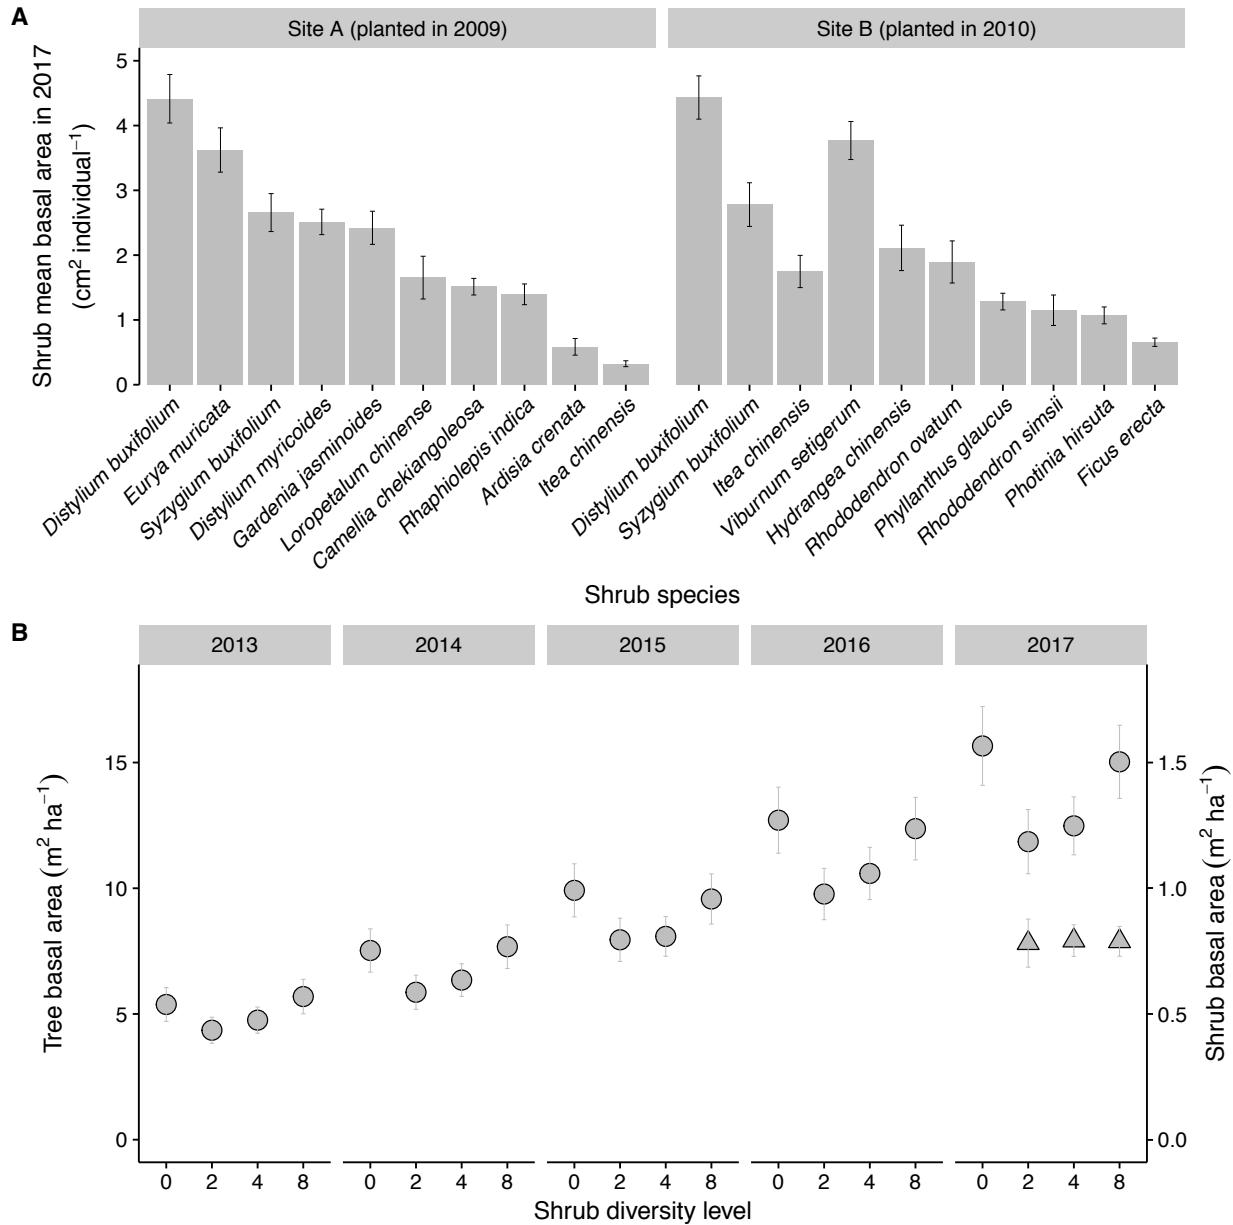 A
Site A (planted in 2009)
Site B (planted in 2010)
Shrub mean basal area in 2017
(cm² individual⁻¹)
5
4
3
2
1
0
Distylium buxifolium
Eurya muricata
Syzygium buxifolium
Distylium myricoides
Gardenia jasminoides
Loropetalum chinense
Camellia chekiangoleosa
Rhaphiolepis indica
Ardisia crenata
Itea chinensis
Distylium buxifolium
Syzygium buxifolium
Itea chinensis
Viburnum setigerum
Hydrangea chinensis
Rhododendron ovatum
Phyllanthus glaucus
Rhododendron simsii
Photinia hirsuta
Ficus erecta
Shrub species
B
2013
2014
2015
2016
2017
Tree basal area (m² ha⁻¹)
15
10
5
0
1.5
1.0
0.5
0.0
Shrub basal area (m² ha⁻¹)
0 2 4 8 0 2 4 8 0 2 4 8 0 2 4 8 0 2 4 8
Shrub diversity level